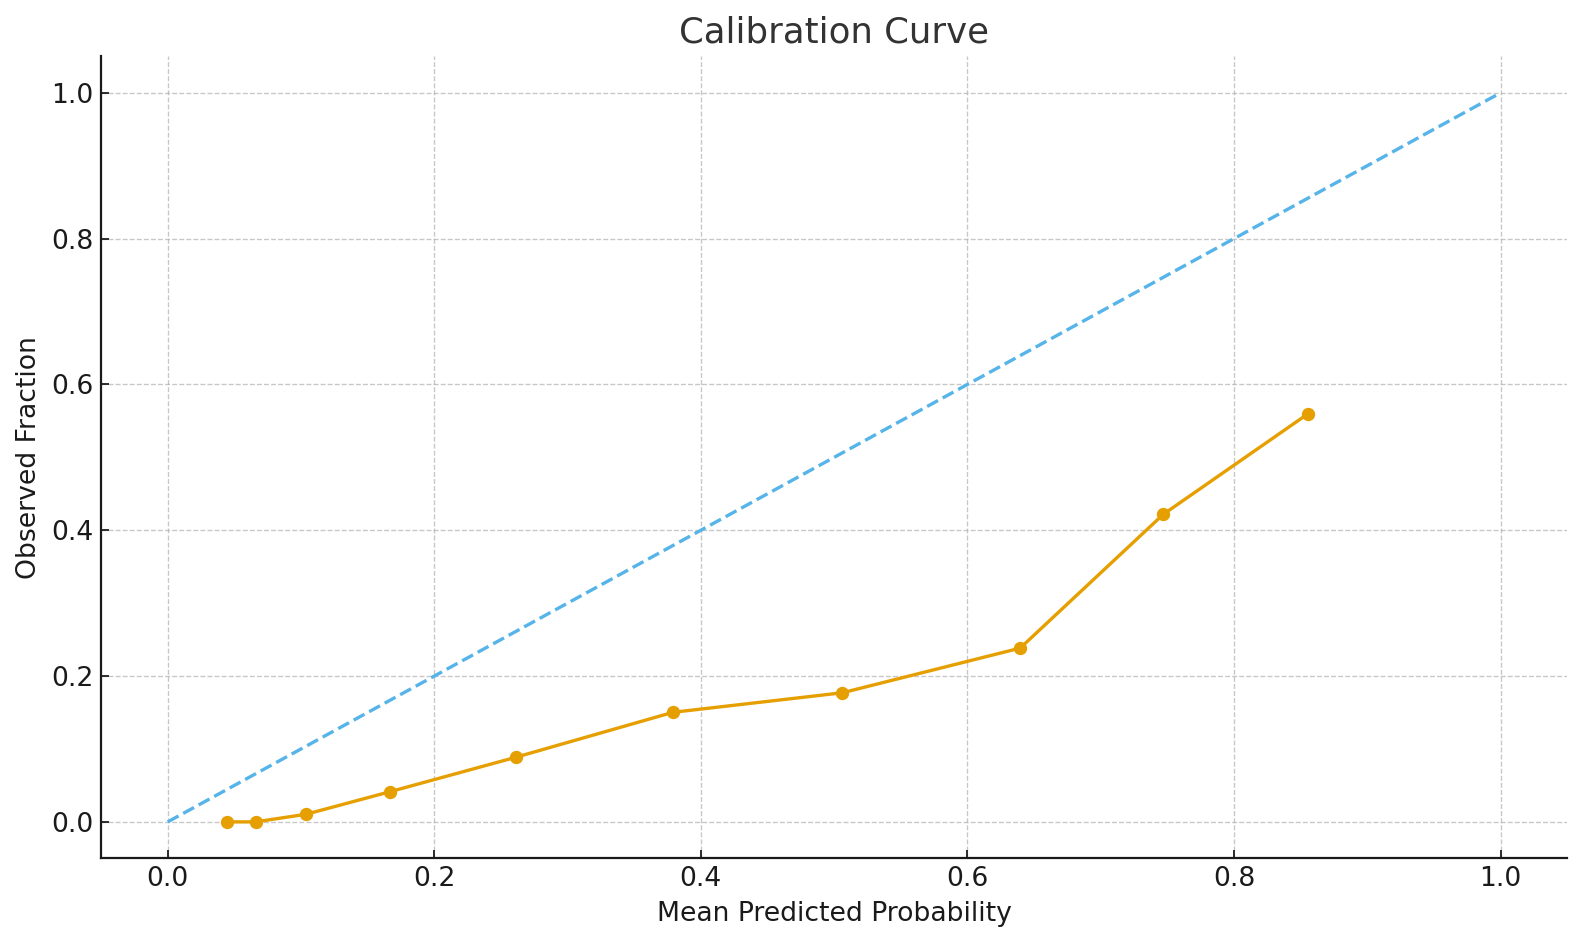 Calibration Curve
1.0
0.8
0.6
0.4
0.2
0.0
Observed Fraction
0.0 0.2 0.4 0.6 0.8 1.0
Mean Predicted Probability